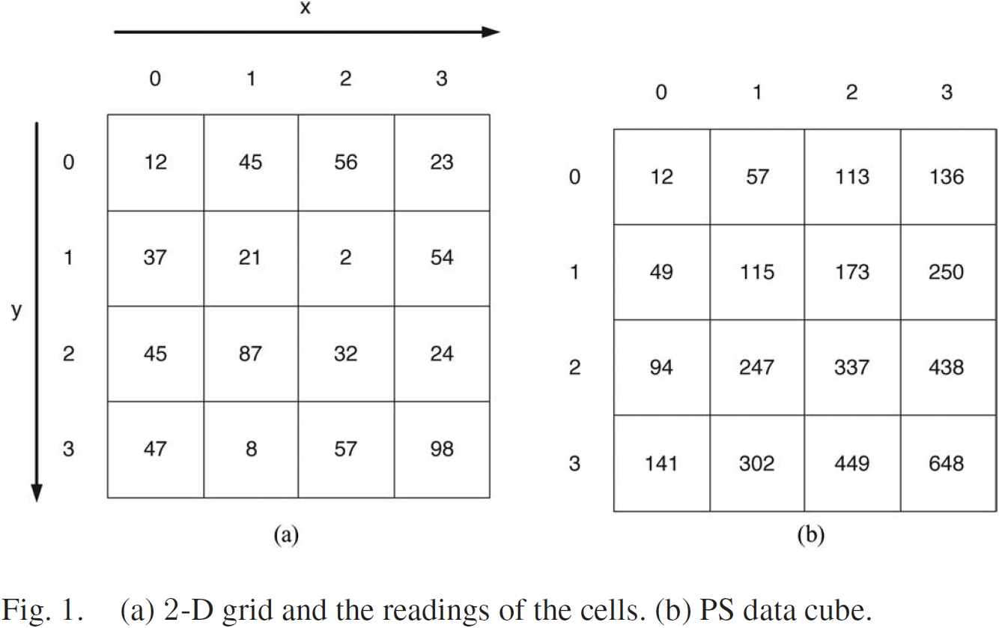 x
0 1 2 3
0 12 45 56 23
1 37 21 2 54
y
2 45 87 32 24
3 47 8 57 98
(a)
0 1 2 3
0 12 57 113 136
1 49 115 173 250
2 94 247 337 438
3 141 302 449 648
(b)
Fig. 1. (a) 2-D grid and the readings of the cells. (b) PS data cube.